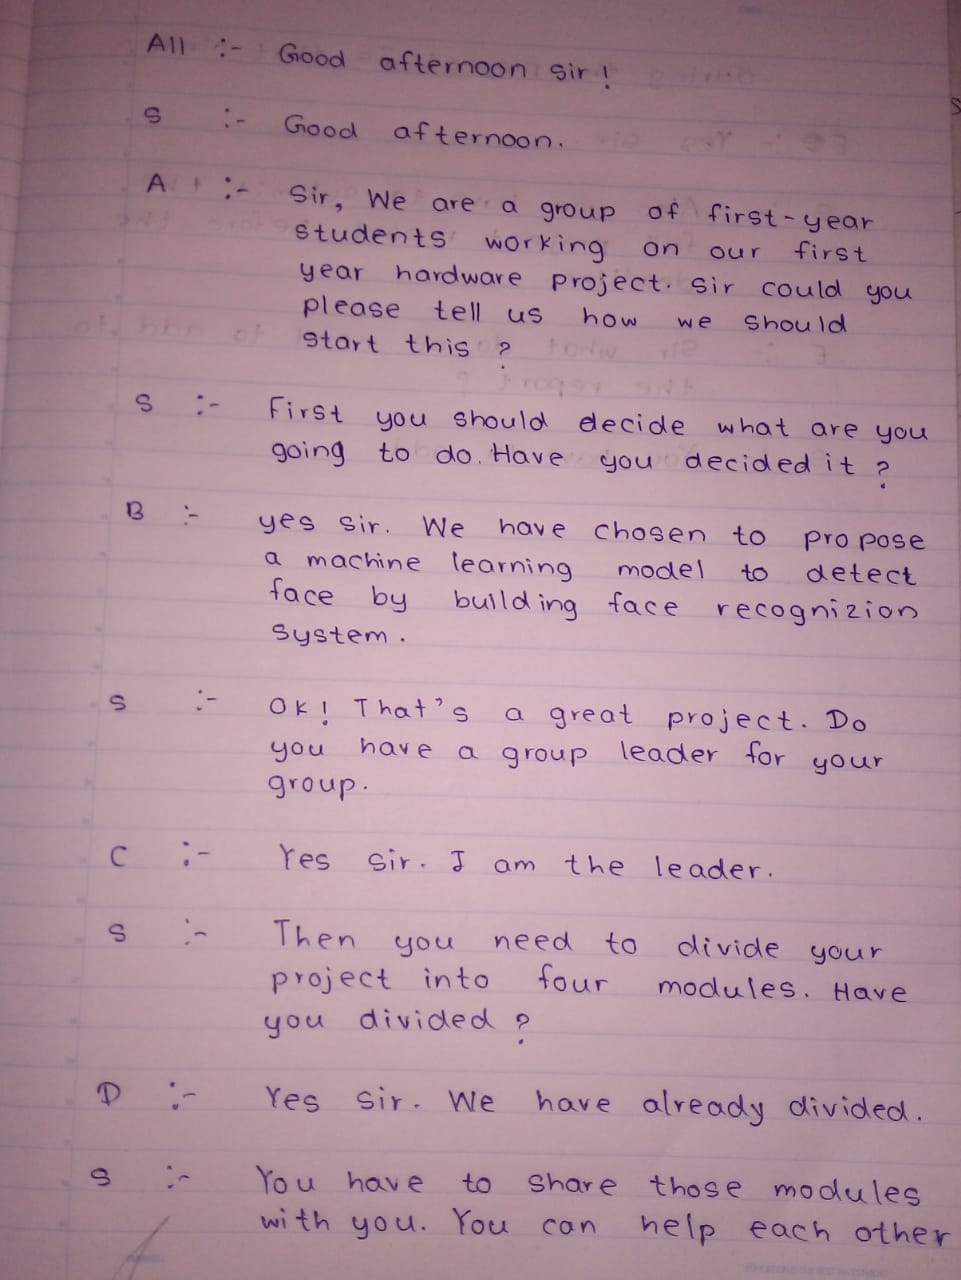 All :- Good afternoon sir!
S :- Good afternoon.
A :- Sir, We are a group of first-year
students working on our first
year hardware project. Sir could you
please tell us how we should
start this ?
S :- First you should decide what are you
going to do. Have you decided it ?
B :- yes sir. We have chosen to propose
a machine learning model to detect
face by building face recognizion
system.
S :- OK! That's a great project. Do
you have a group leader for your
group.
C :- Yes sir. I am the leader.
S :- Then you need to divide your
project into four modules. Have
you divided ?
D :- Yes sir. We have already divided.
S :- You have to share those modules
with you. You can help each other